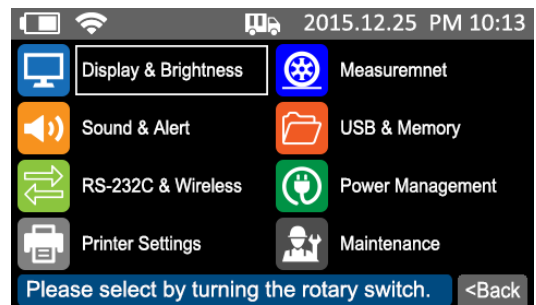 2015.12.25 PM 10:13
Display & Brightness
Measuremnet
Sound & Alert
USB & Memory
RS-232C & Wireless
Power Management
Printer Settings
Maintenance
Please select by turning the rotary switch.
<Back